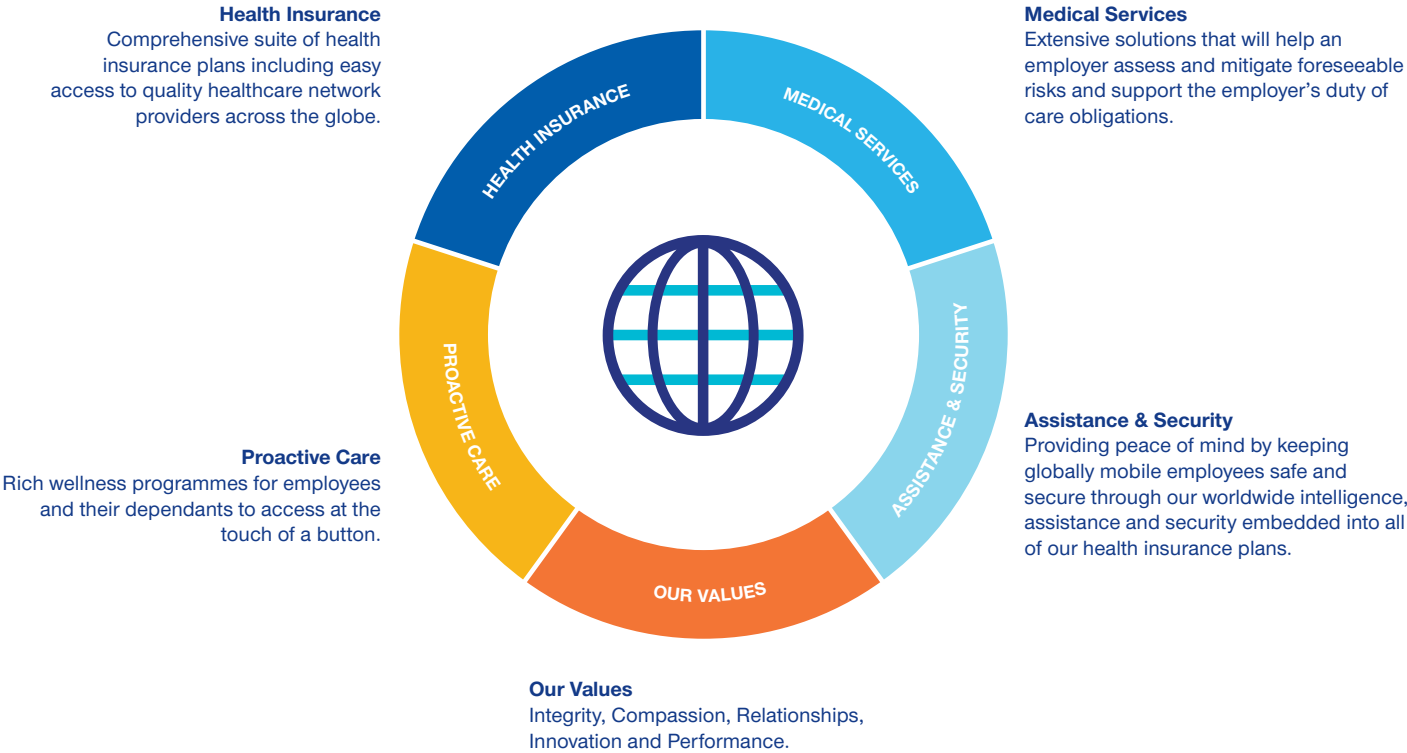 Health Insurance
Comprehensive suite of health
insurance plans including easy
access to quality healthcare network
providers across the globe.
Medical Services
Extensive solutions that will help an
employer assess and mitigate foreseeable
risks and support the employer’s duty of
care obligations.
HEALTH INSURANCE
MEDICAL SERVICES
PROACTIVE CARE
ASSISTANCE & SECURITY
OUR VALUES
Proactive Care
Rich wellness programmes for employees
and their dependants to access at the
touch of a button.
Assistance & Security
Providing peace of mind by keeping
globally mobile employees safe and
secure through our worldwide intelligence,
assistance and security embedded into all
of our health insurance plans.
Our Values
Integrity, Compassion, Relationships,
Innovation and Performance.